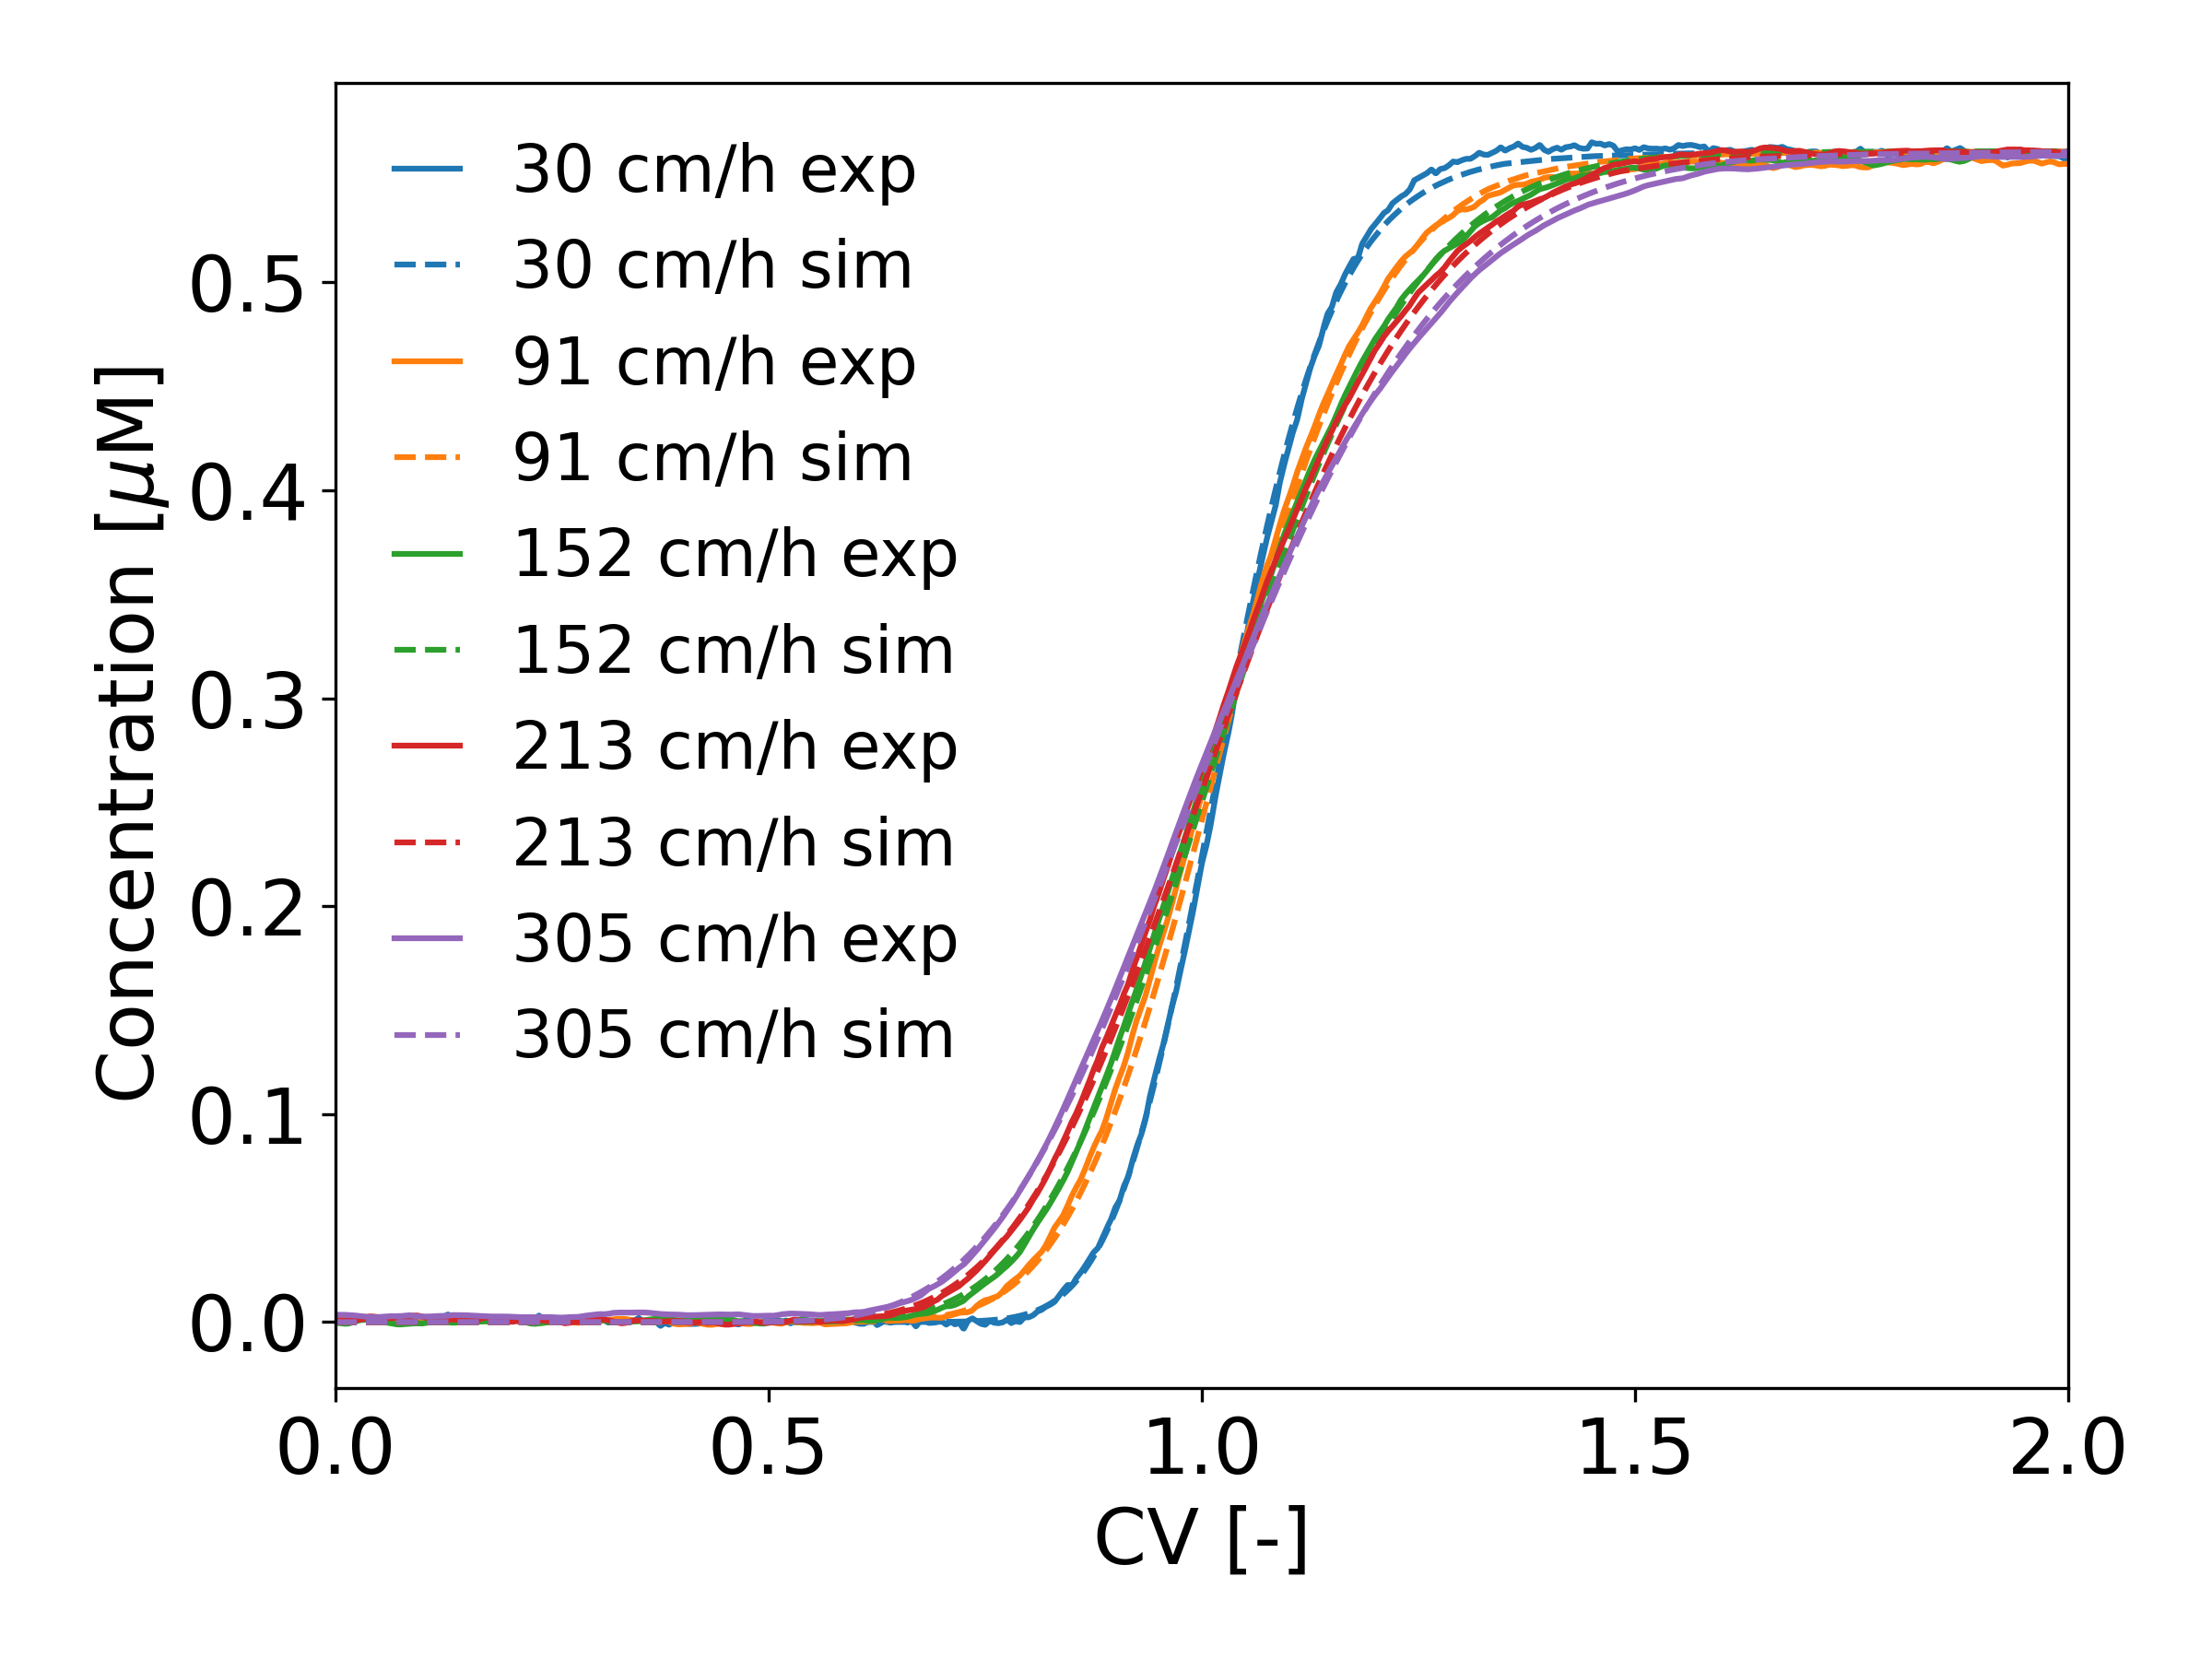 30 cm/h exp
30 cm/h sim
91 cm/h exp
91 cm/h sim
152 cm/h exp
152 cm/h sim
213 cm/h exp
213 cm/h sim
305 cm/h exp
305 cm/h sim
Concentration [μM]
0.5
0.4
0.3
0.2
0.1
0.0
0.0 0.5 1.0 1.5 2.0
CV [-]